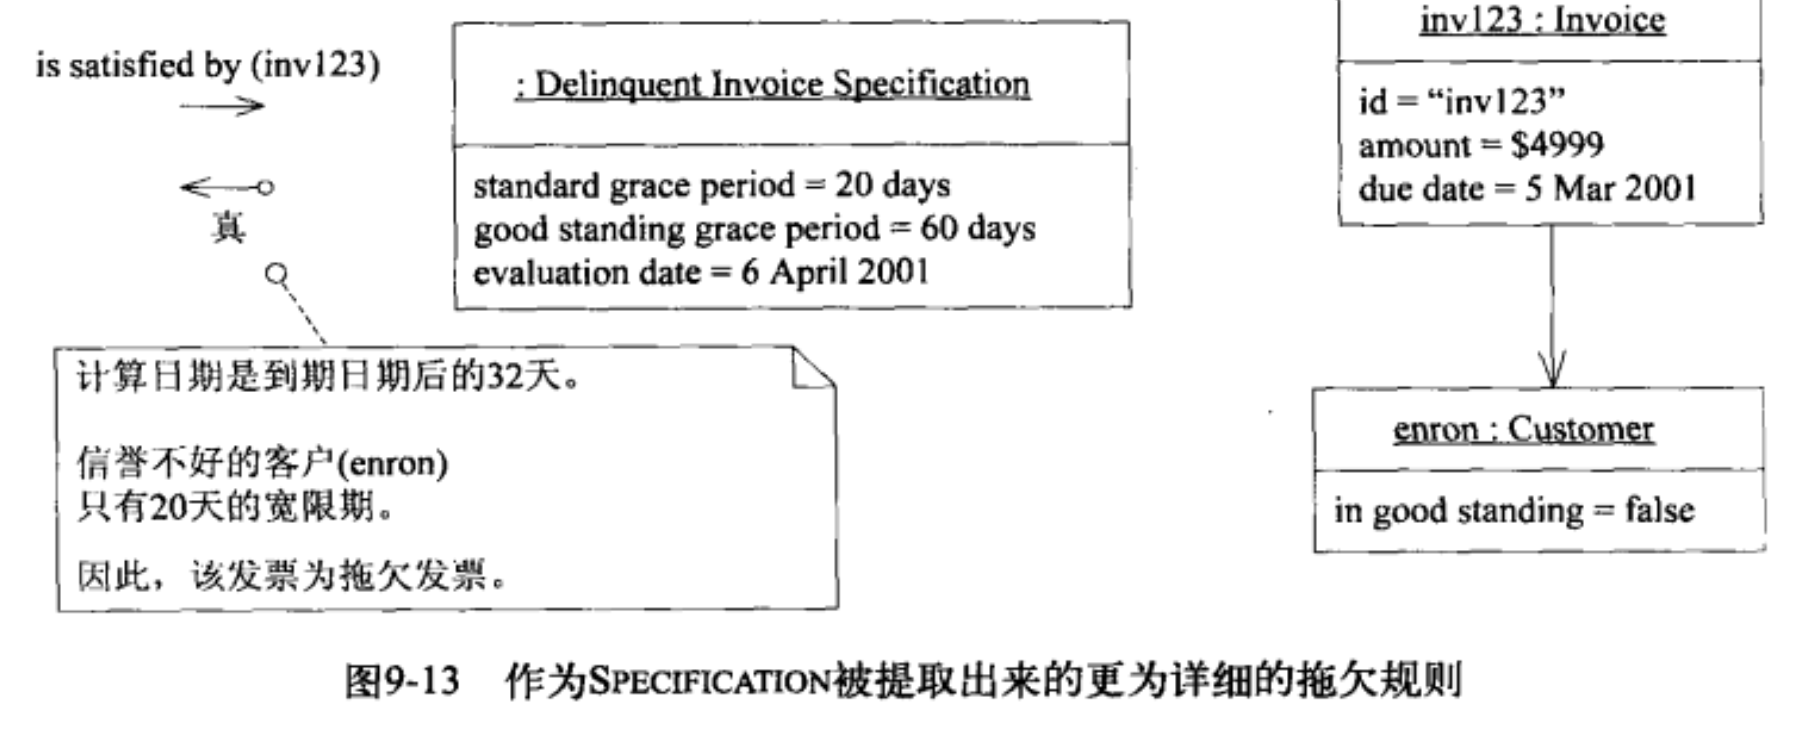 is satisfied by (inv123)
真
: Delinquent Invoice Specification
standard grace period = 20 days
good standing grace period = 60 days
evaluation date = 6 April 2001
inv123 : Invoice
id = “inv123”
amount = $4999
due date = 5 Mar 2001
计算日期是到期日期后的32天。
信誉不好的客户(enron)
只有20天的宽限期。
因此，该发票为拖欠发票。
enron : Customer
in good standing = false
图9-13 作为SPECIFICATION被提取出来的更为详细的拖欠规则